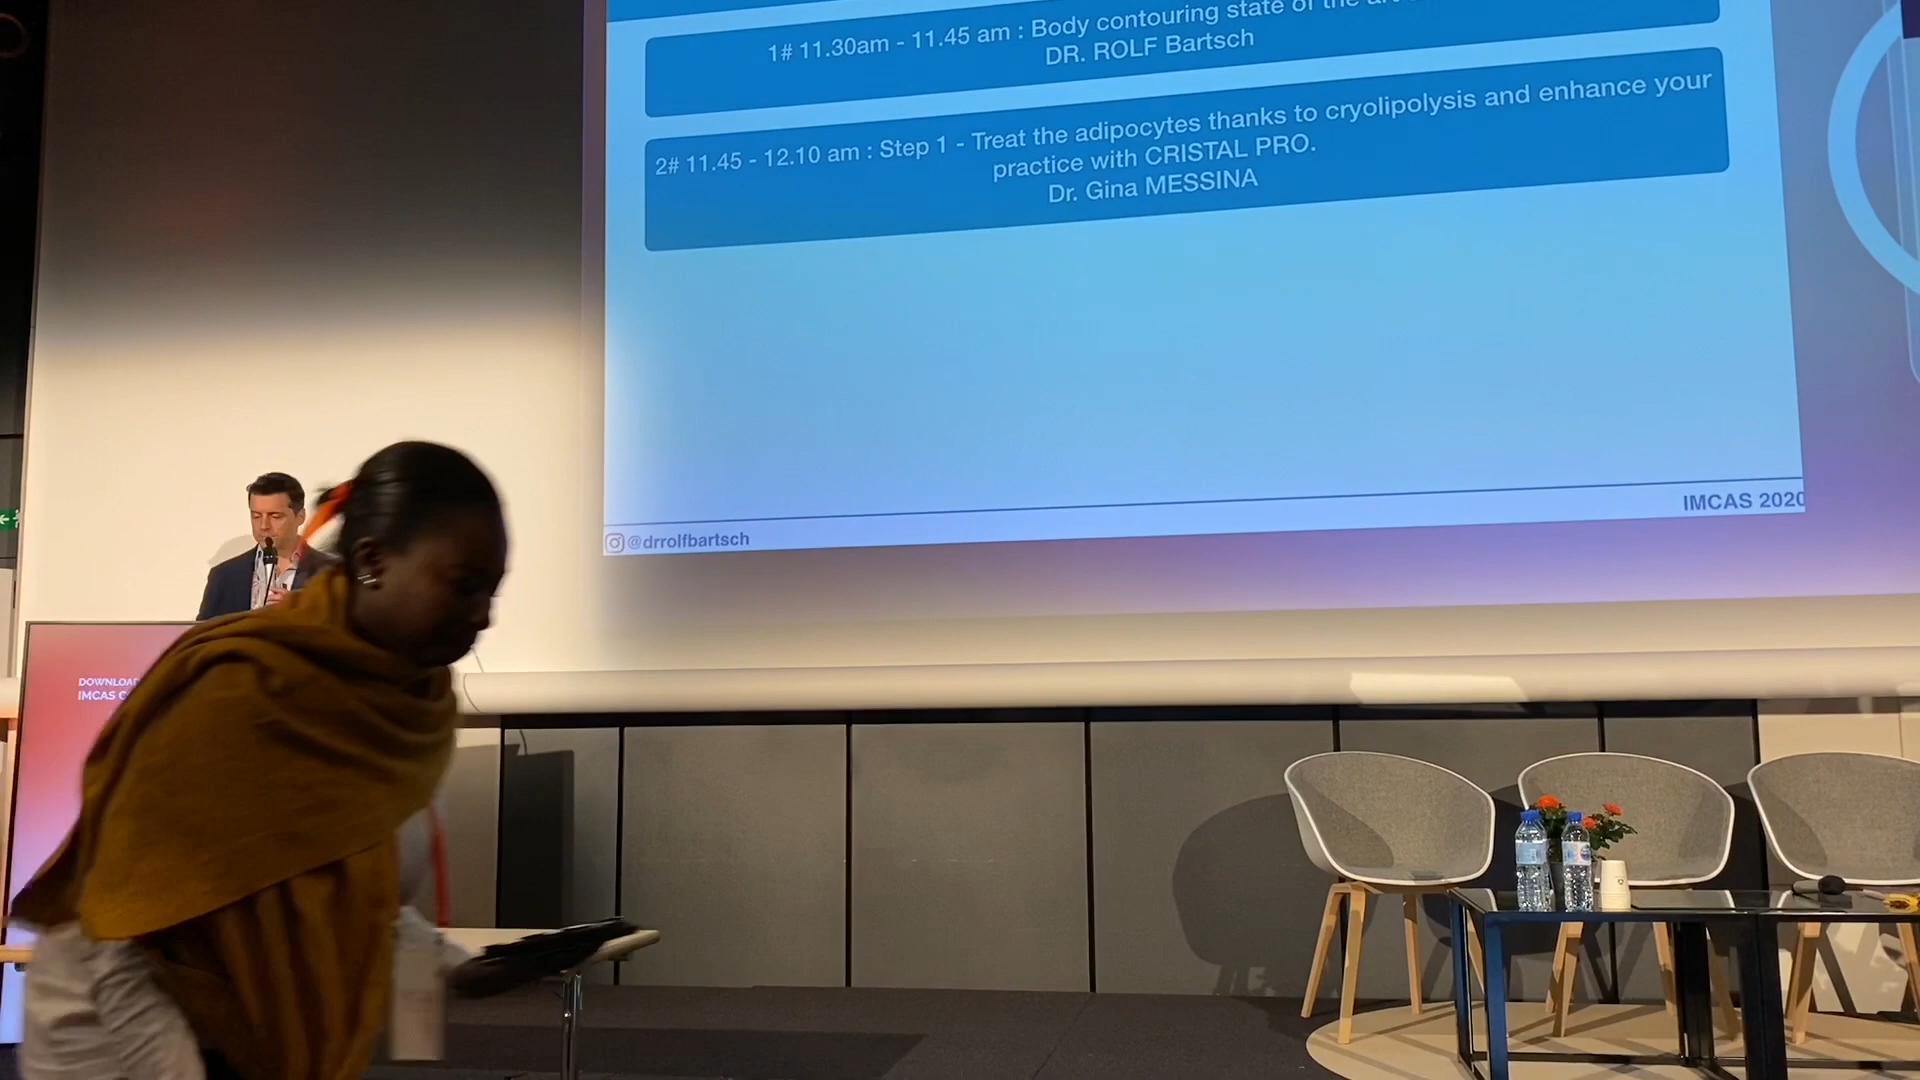 1# 11.30am - 11.45 am : Body contouring state of the
DR. ROLF Bartsch
2# 11.45 - 12.10 am : Step 1 - Treat the adipocytes thanks to cryolipolysis and enhance your
practice with CRISTAL PRO.
Dr. Gina MESSINA
IMCAS 2020
@drrolfbartsch
DOWNLOAD
IMCAS